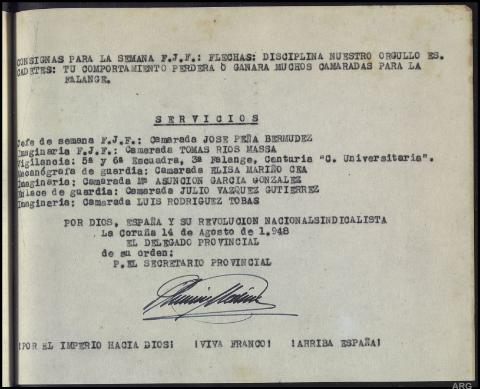 CONSIGNAS PARA LA SEMANA F.J.F.: FLECHAS: DISCIPLINA NUESTRO ORGULLO ES.
CADETES: TU COMPORTAMIENTO PERDERA O GANARA MUCHOS CAMARADAS PARA LA
FALANGE.
S E R V I C I O S
Jefe de semana F.J.F.: Camarada JOSE PEÑA BERMUDEZ
Imaginaria F.J.F.: Camarada TOMAS RIOS MASSA
Vigilancia: 5ª y 6ª Escuadra, 3ª Falange, Centuria "C. Universitaria".
Mecanógrafa de guardia: Camarada ELISA MARIÑO CEA
Imaginaria: Camarada Mª ASUNCION GARCIA GONZALEZ
Enlace de guardia: Camarada JULIO VAZQUEZ GUTIERREZ
Imaginaria: Camarada LUIS RODRIGUEZ TOBAS
POR DIOS, ESPAÑA Y SU REVOLUCION NACIONALSINDICALISTA
La Coruña 14 de Agosto de 1.948
EL DELEGADO PROVINCIAL
de su orden;
P.EL SECRETARIO PROVINCIAL
¡POR EL IMPERIO HACIA DIOS! ¡VIVA FRANCO! ¡ARRIBA ESPAÑA!
ARG